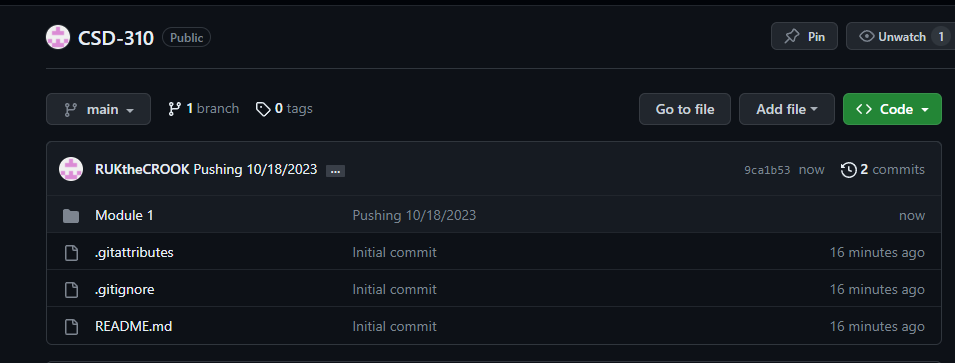 CSD-310 Public Pin Unwatch 1
main 1 branch 0 tags Go to file Add file <> Code
RUKtheCROOK Pushing 10/18/2023 ... 9ca1b53 now 2 commits
Module 1 Pushing 10/18/2023 now
.gitattributes Initial commit 16 minutes ago
.gitignore Initial commit 16 minutes ago
README.md Initial commit 16 minutes ago